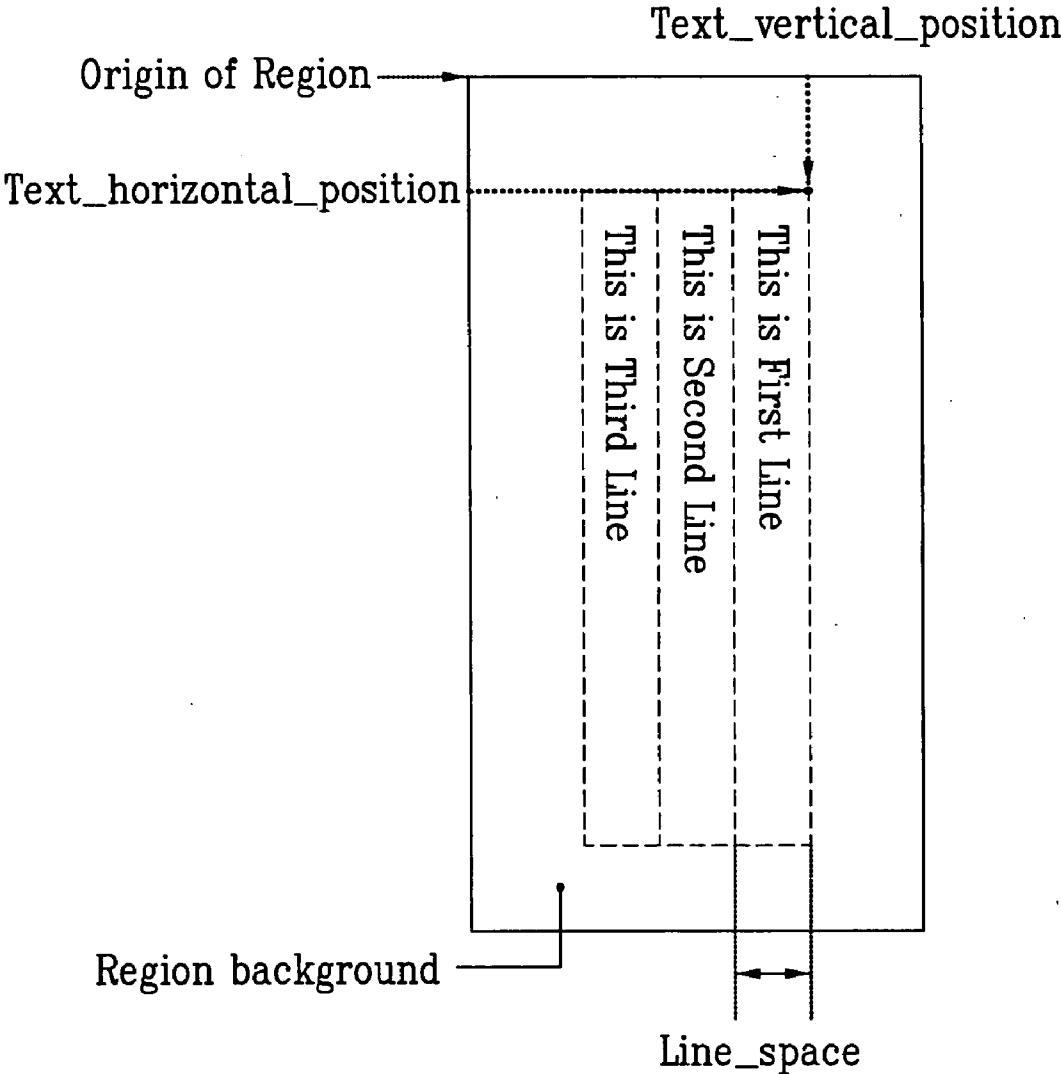 Text_vertical_position
Origin of Region
Text_horizontal_position
This is First Line
This is Second Line
This is Third Line
Region background
Line_space